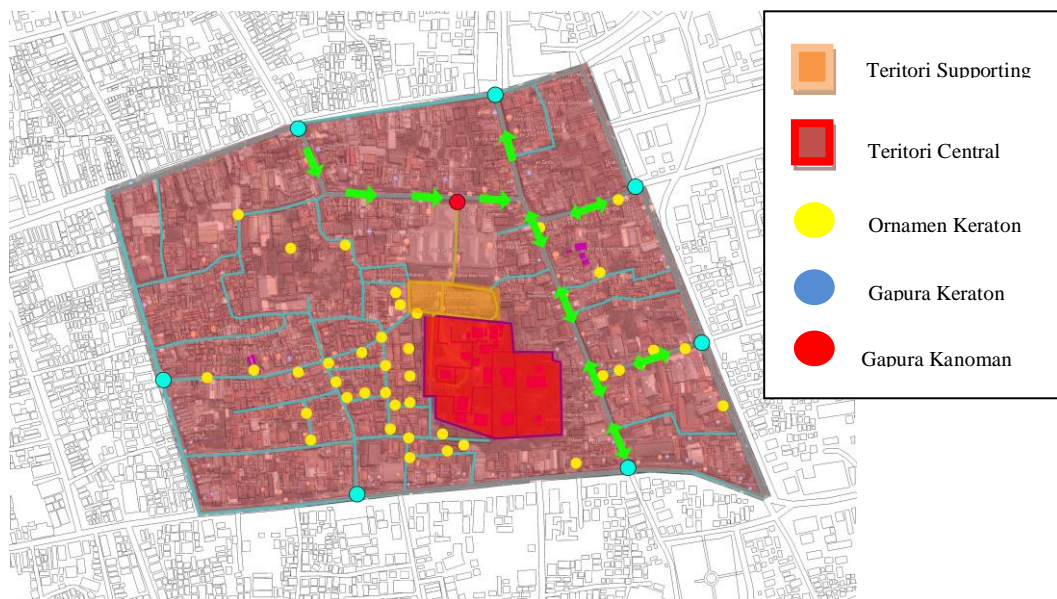 Teritori Supporting
Teritori Central
Ornamen Keraton
Gapura Keraton
Gapura Kanoman